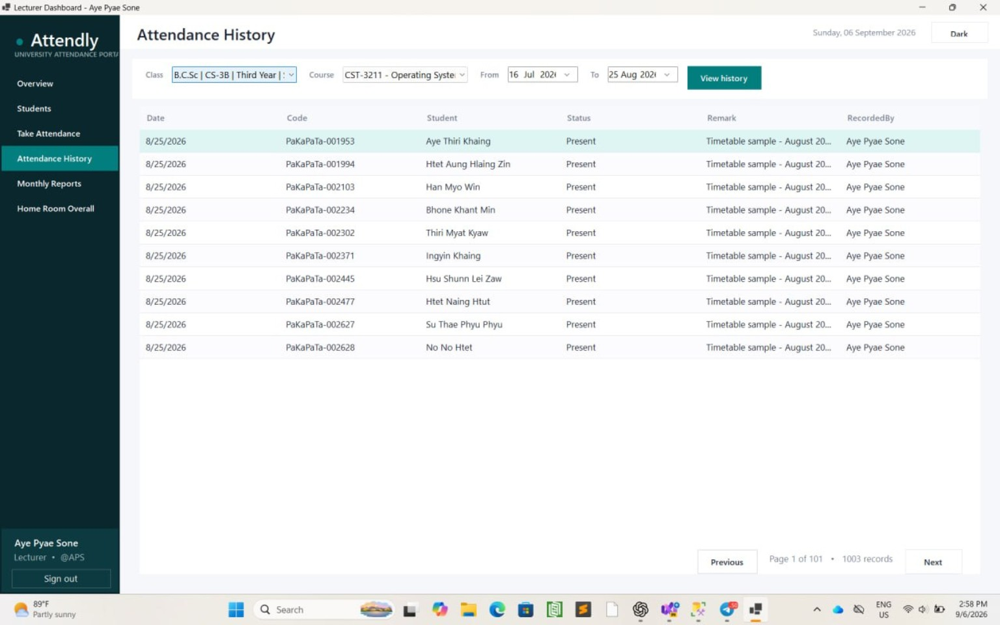 Lecturer Dashboard - Aye Pyae Sone
Attendly
UNIVERSITY ATTENDANCE PORTA
Overview
Students
Take Attendance
Attendance History
Monthly Reports
Home Room Overall
Aye Pyae Sone
Lecturer • @APS
Sign out
Attendance History
Sunday, 06 September 2026
Dark
Class B.C.Sc | CS-3B | Third Year | Course CST-3211 - Operating Syste From 16 Jul 202 To 25 Aug 202 View history
Date Code Student Status Remark RecordedBy
8/25/2026 PaKaPaTa-001953 Aye Thiri Khaing Present Timetable sample - August 20... Aye Pyae Sone
8/25/2026 PaKaPaTa-001994 Htet Aung Hlaing Zin Present Timetable sample - August 20... Aye Pyae Sone
8/25/2026 PaKaPaTa-002103 Han Myo Win Present Timetable sample - August 20... Aye Pyae Sone
8/25/2026 PaKaPaTa-002234 Bhone Khant Min Present Timetable sample - August 20... Aye Pyae Sone
8/25/2026 PaKaPaTa-002302 Thiri Myat Kyaw Present Timetable sample - August 20... Aye Pyae Sone
8/25/2026 PaKaPaTa-002371 Ingyin Khaing Present Timetable sample - August 20... Aye Pyae Sone
8/25/2026 PaKaPaTa-002445 Hsu Shunn Lei Zaw Present Timetable sample - August 20... Aye Pyae Sone
8/25/2026 PaKaPaTa-002477 Htet Naing Htut Present Timetable sample - August 20... Aye Pyae Sone
8/25/2026 PaKaPaTa-002627 Su Thae Phyu Phyu Present Timetable sample - August 20... Aye Pyae Sone
8/25/2026 PaKaPaTa-002628 No No Htet Present Timetable sample - August 20... Aye Pyae Sone
Previous Page 1 of 101 • 1003 records Next
89°F
Partly sunny
Search
ENG
US
2:58 PM
9/6/2026